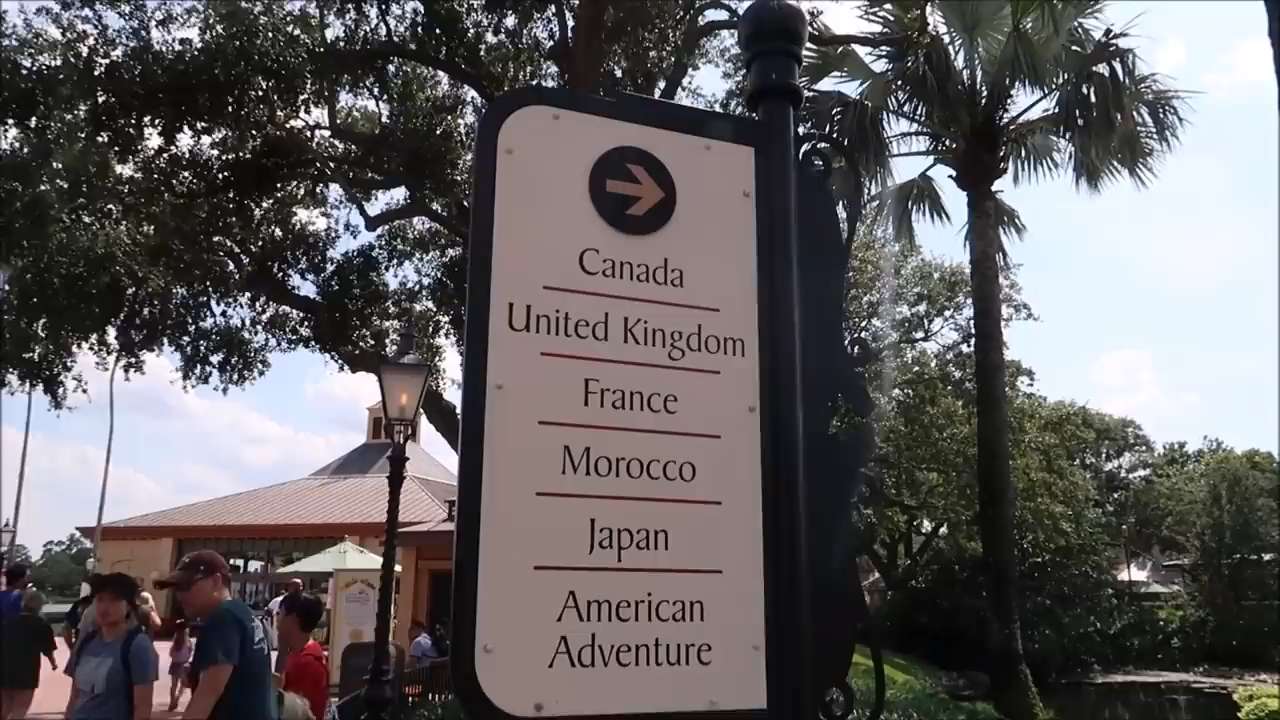 Canada
United Kingdom
France
Morocco
Japan
American
Adventure